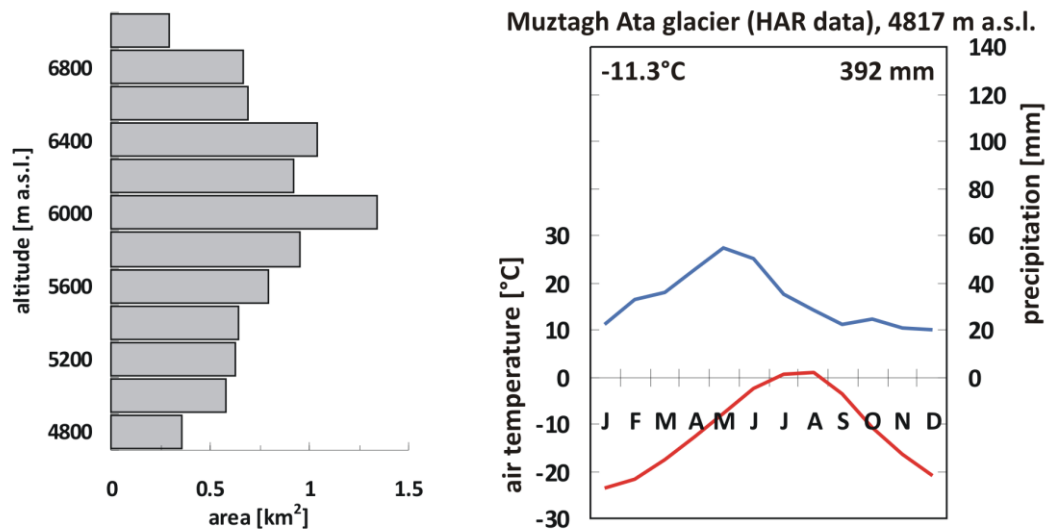 6800
6400
6000
5600
5200
4800
altitude [m a.s.l.]
0 0.5 1 1.5
area [km²]
Muztagh Ata glacier (HAR data), 4817 m a.s.l.
-11.3°C 392 mm
30
20
10
0
-10
-20
-30
air temperature [°C]
J F M A M J J A S O N D
140
120
100
80
60
40
20
0
precipitation [mm]